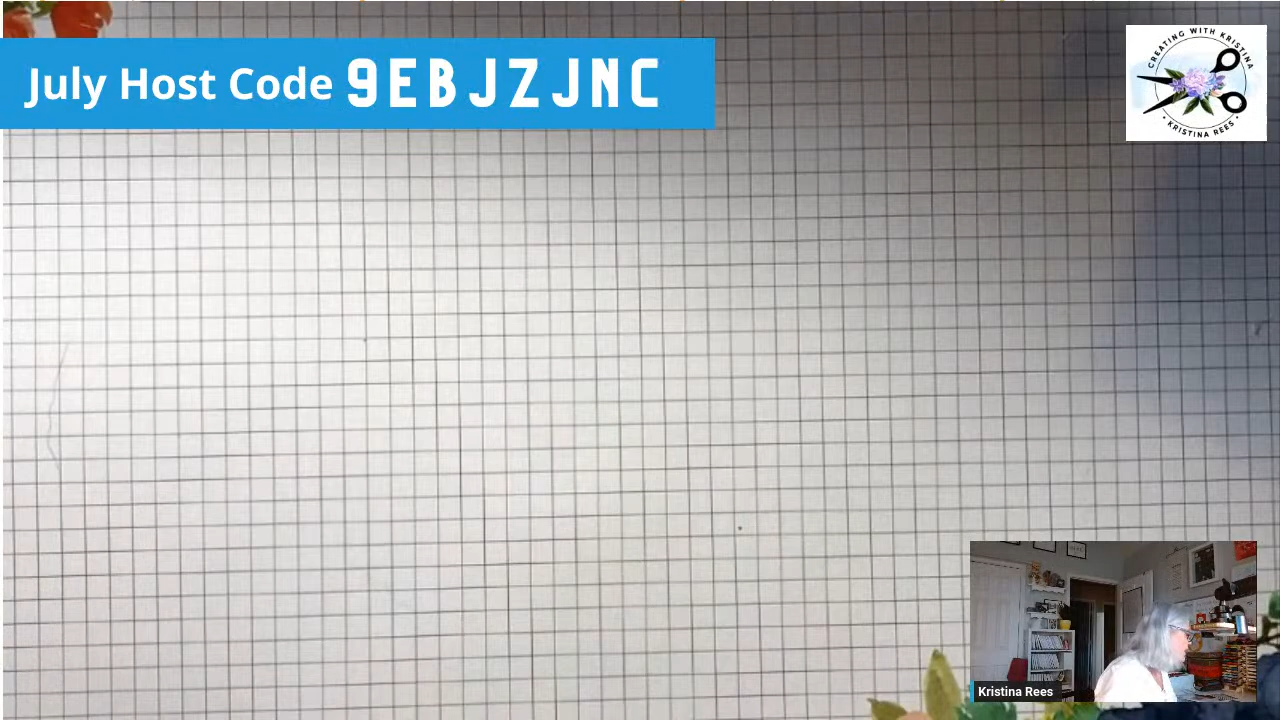 July Host Code 9EBJZJNC
CREATING WITH KRISTINA
• KRISTINA REES •
Kristina Rees